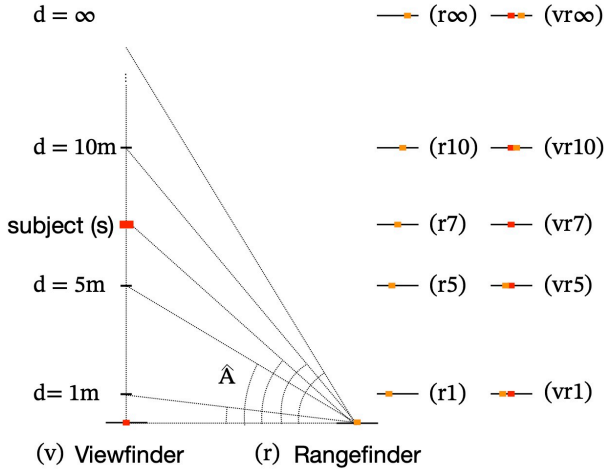 d = ∞ (r∞) (vr∞)
d = 10m (r10) (vr10)
subject (s) (r7) (vr7)
d = 5m (r5) (vr5)
Â
d= 1m (r1) (vr1)
(v) Viewfinder (r) Rangefinder